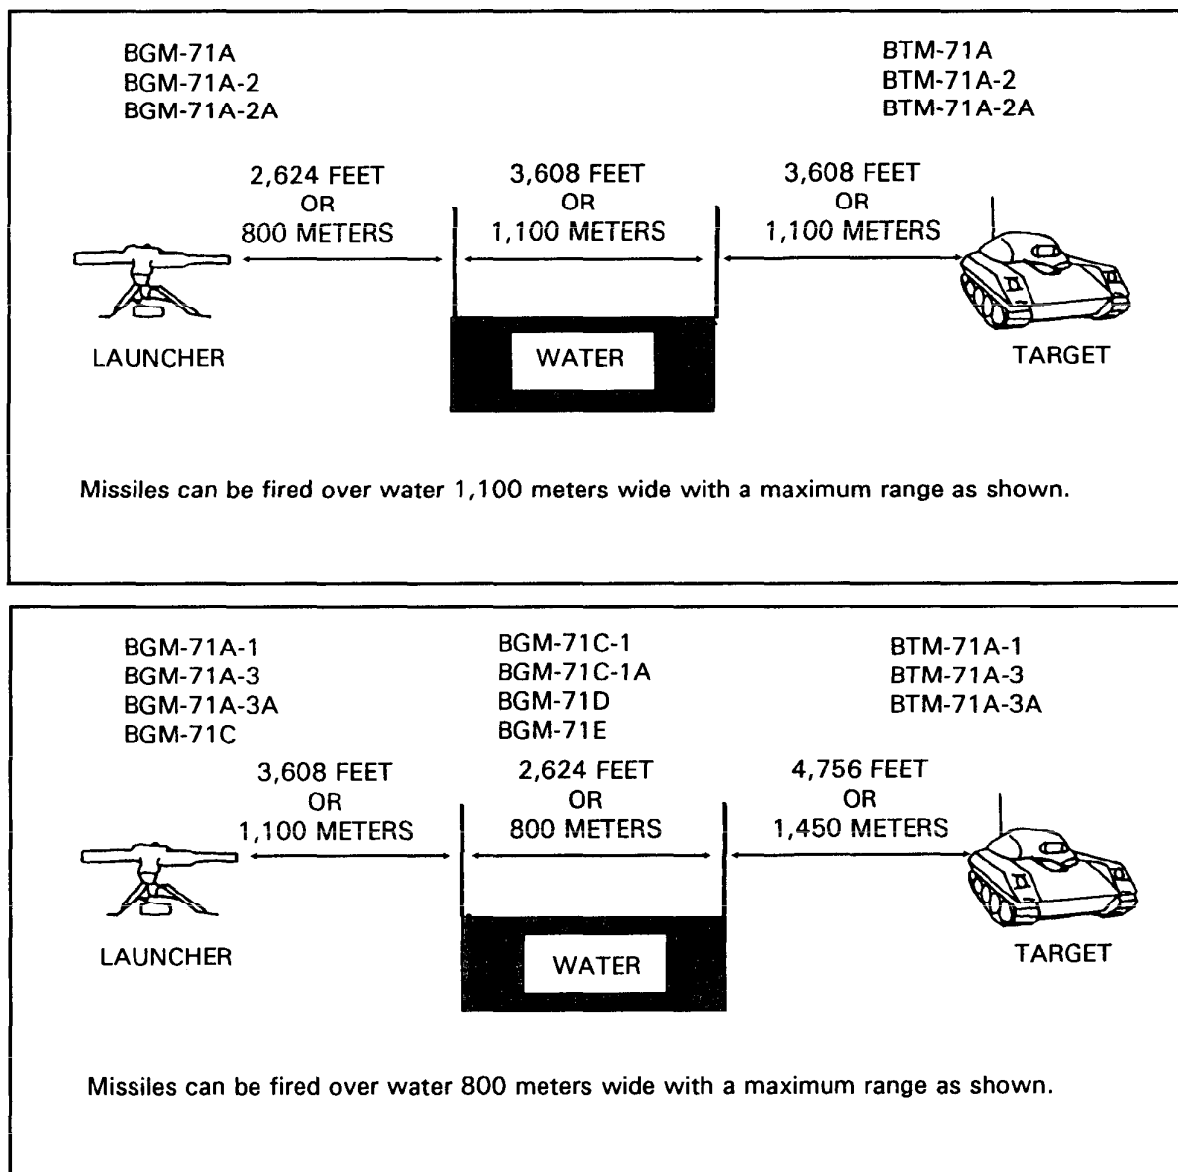 BGM-71A
BGM-71A-2
BGM-71A-2A
BTM-71A
BTM-71A-2
BTM-71A-2A
2,624 FEET
OR
800 METERS
3,608 FEET
OR
1,100 METERS
3,608 FEET
OR
1,100 METERS
LAUNCHER
WATER
TARGET
Missiles can be fired over water 1,100 meters wide with a maximum range as shown.
BGM-71A-1
BGM-71A-3
BGM-71A-3A
BGM-71C
BGM-71C-1
BGM-71C-1A
BGM-71D
BGM-71E
BTM-71A-1
BTM-71A-3
BTM-71A-3A
3,608 FEET
OR
1,100 METERS
2,624 FEET
OR
800 METERS
4,756 FEET
OR
1,450 METERS
LAUNCHER
WATER
TARGET
Missiles can be fired over water 800 meters wide with a maximum range as shown.